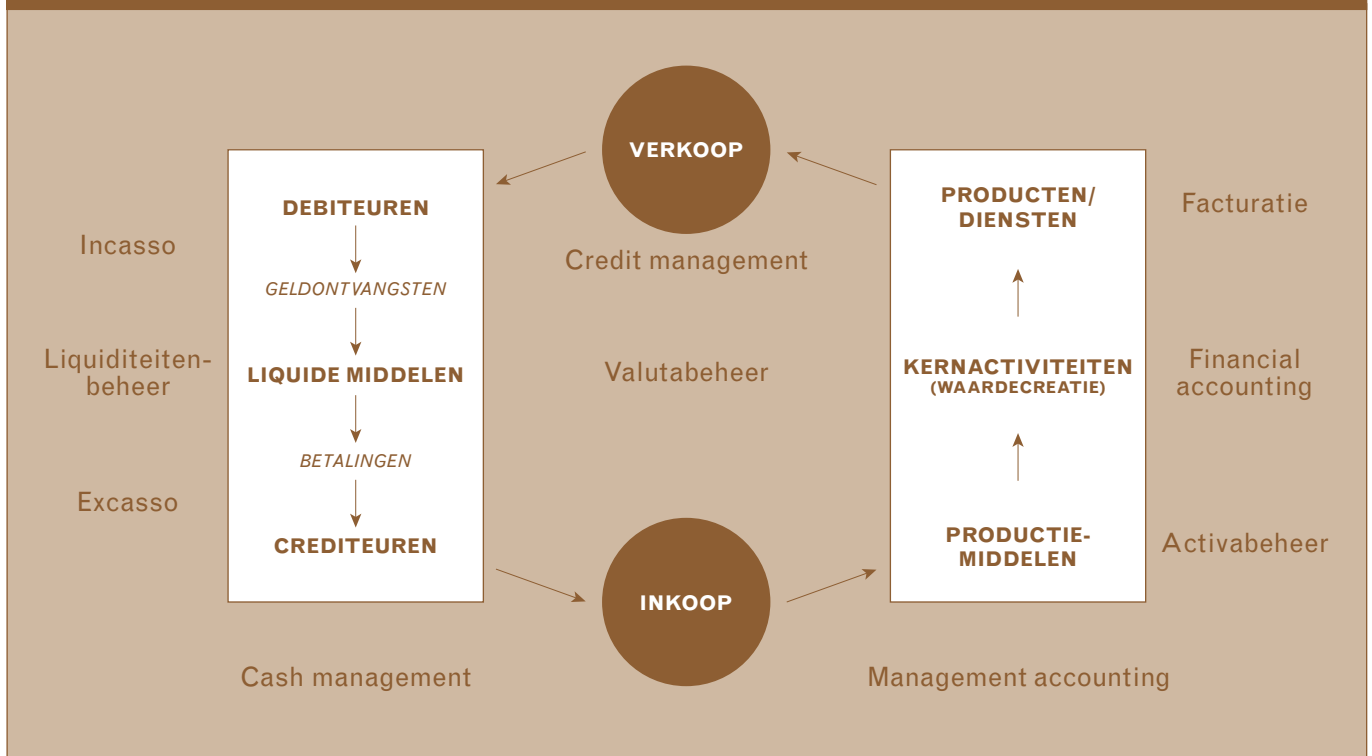 VERKOOP
DEBITEUREN
PRODUCTEN/
DIENSTEN
Facturatie
Incasso
Credit management
GELDONTVANGSTEN
Liquiditeiten-
beheer
LIQUIDE MIDDELEN
Valutabeheer
KERNACTIVITEITEN
(WAARDECREATIE)
Financial
accounting
BETALINGEN
Excasso
CREDITEUREN
PRODUCTIE-
MIDDELEN
Activabeheer
INKOOP
Cash management
Management accounting